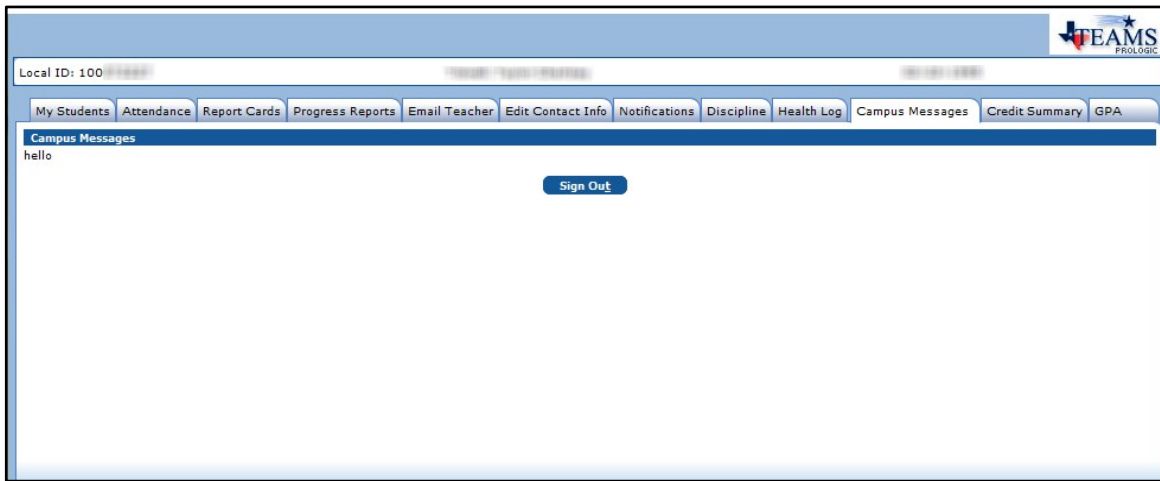 TEAMS
PROLOGIC
Local ID: 100
My Students Attendance Report Cards Progress Reports Email Teacher Edit Contact Info Notifications Discipline Health Log Campus Messages Credit Summary GPA
Campus Messages
hello
Sign Out